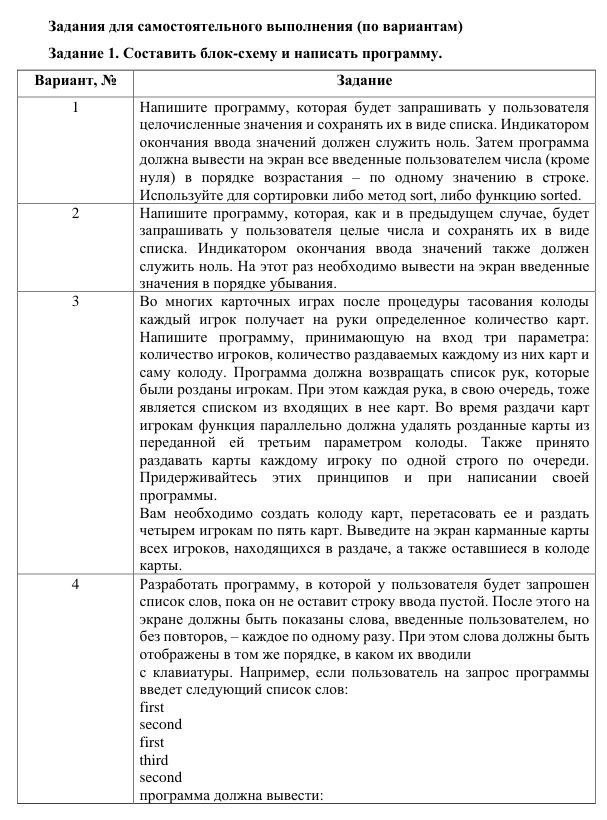 Задания для самостоятельного выполнения (по вариантам)
Задание 1. Составить блок-схему и написать программу.
Вариант, № Задание
1 Напишите программу, которая будет запрашивать у пользователя
целочисленные значения и сохранять их в виде списка. Индикатором
окончания ввода значений должен служить ноль. Затем программа
должна вывести на экран все введенные пользователем числа (кроме
нуля) в порядке возрастания – по одному значению в строке.
Используйте для сортировки либо метод sort, либо функцию sorted.
2 Напишите программу, которая, как и в предыдущем случае, будет
запрашивать у пользователя целые числа и сохранять их в виде
списка. Индикатором окончания ввода значений также должен
служить ноль. На этот раз необходимо вывести на экран введенные
значения в порядке убывания.
3 Во многих карточных играх после процедуры тасования колоды
каждый игрок получает на руки определенное количество карт.
Напишите программу, принимающую на вход три параметра:
количество игроков, количество раздаваемых каждому из них карт и
саму колоду. Программа должна возвращать список рук, которые
были розданы игрокам. При этом каждая рука, в свою очередь, тоже
является списком из входящих в нее карт. Во время раздачи карт
игрокам функция параллельно должна удалять розданные карты из
переданной ей третьим параметром колоды. Также принято
раздавать карты каждому игроку по одной строго по очереди.
Придерживайтесь этих принципов и при написании своей
программы.
Вам необходимо создать колоду карт, перетасовать ее и раздать
четырем игрокам по пять карт. Выведите на экран карманные карты
всех игроков, находящихся в раздаче, а также оставшиеся в колоде
карты.
4 Разработать программу, в которой у пользователя будет запрошен
список слов, пока он не оставит строку ввода пустой. После этого на
экране должны быть показаны слова, введенные пользователем, но
без повторов, – каждое по одному разу. При этом слова должны быть
отображены в том же порядке, в каком их вводили
с клавиатуры. Например, если пользователь на запрос программы
введет следующий список слов:
first
second
first
third
second
программа должна вывести: